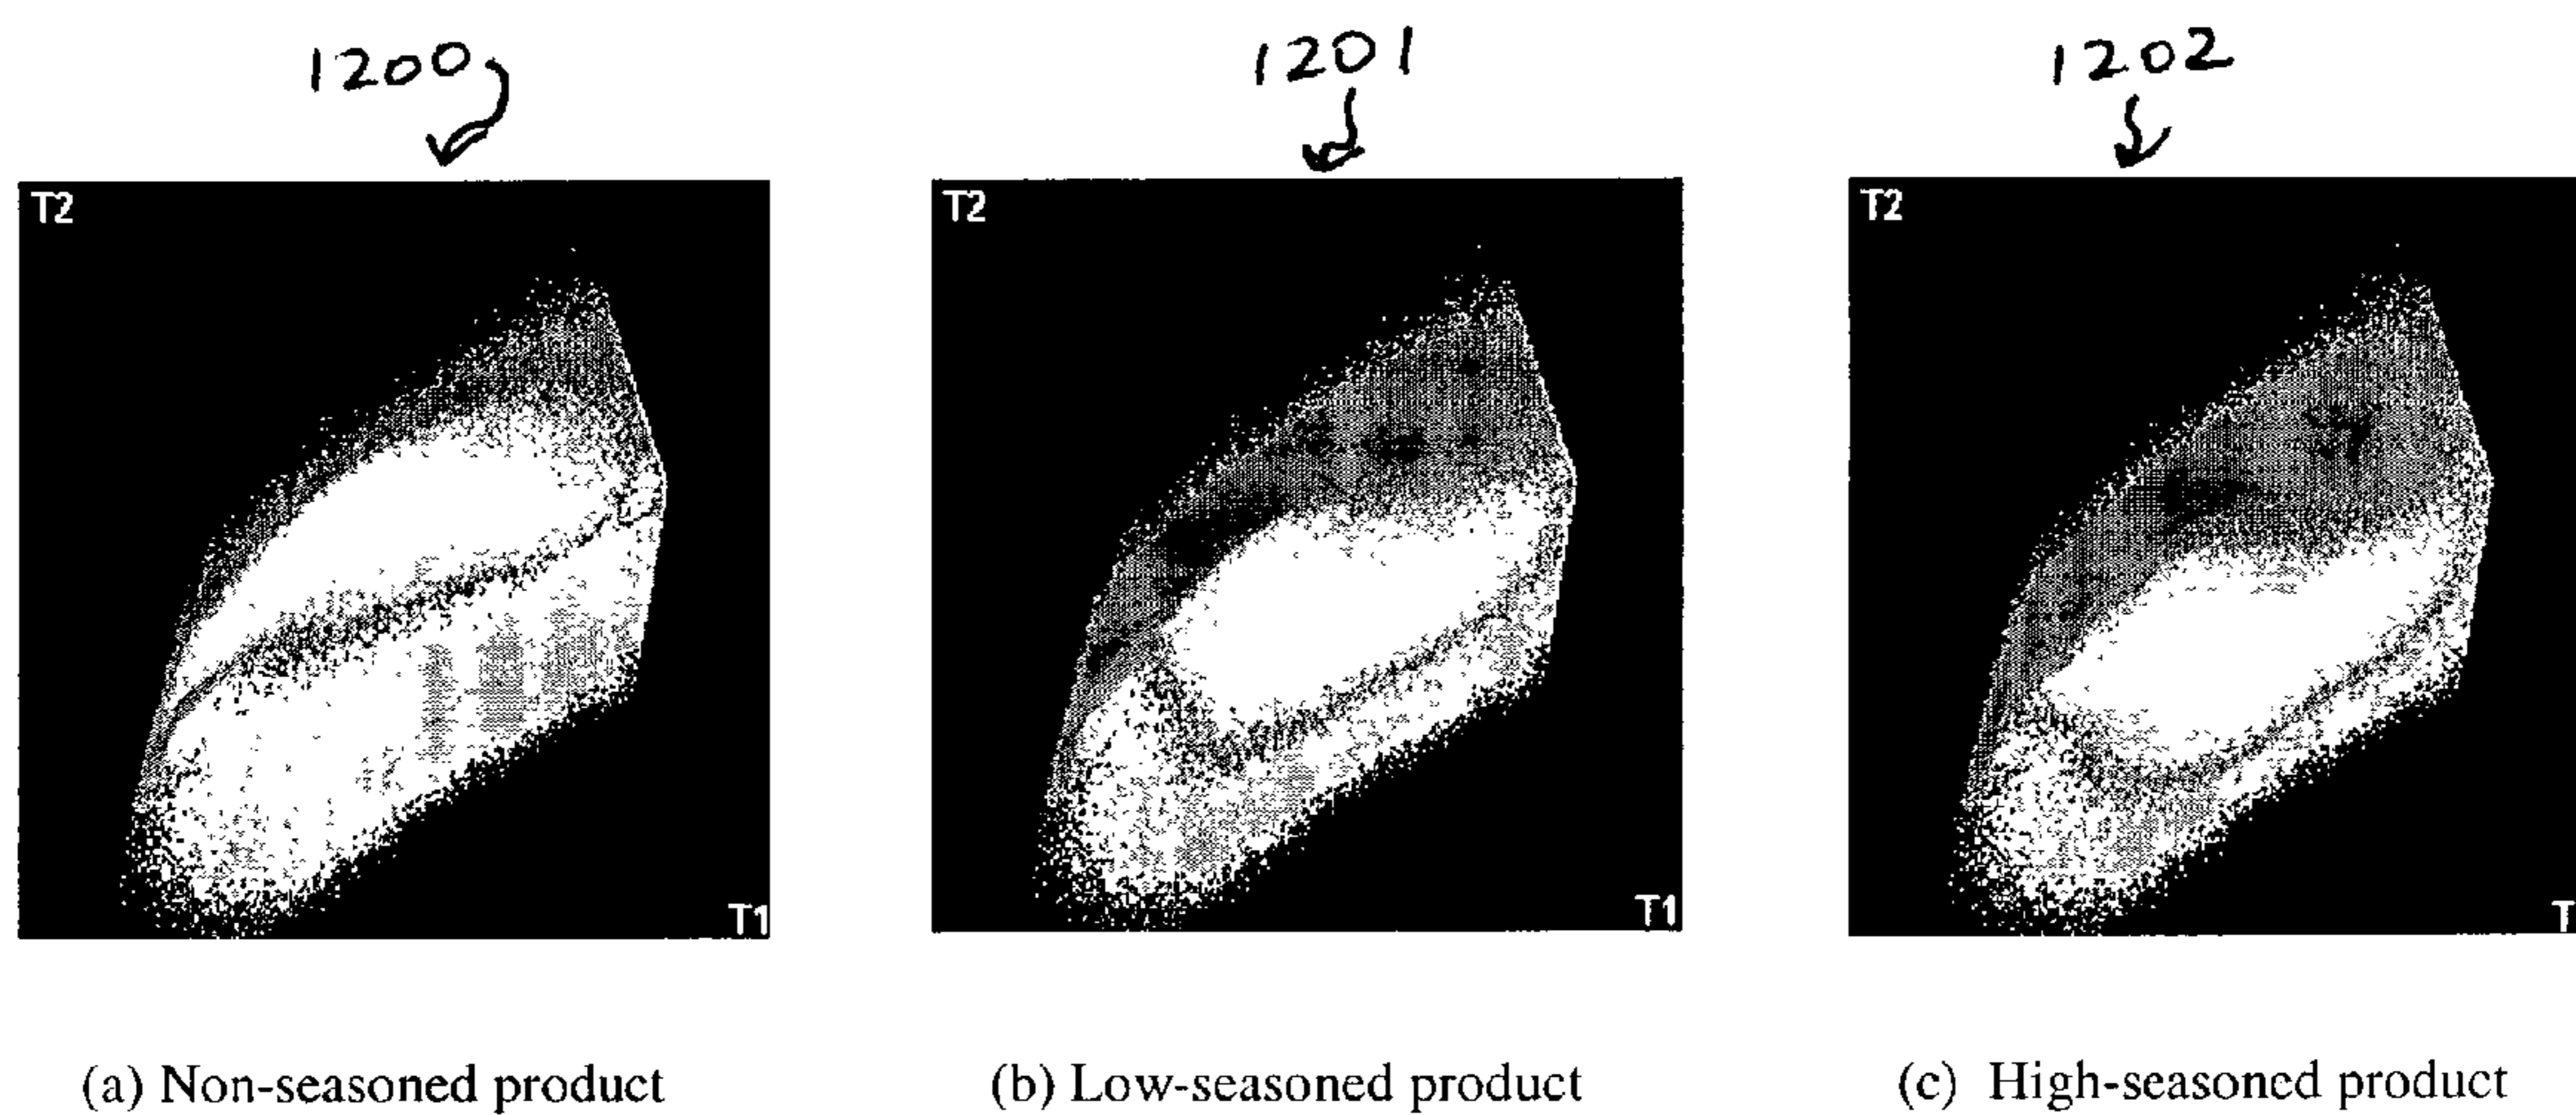 1200 1201 1202
T2 T2 T2
T1 T1 T
(a) Non-seasoned product (b) Low-seasoned product (c) High-seasoned product